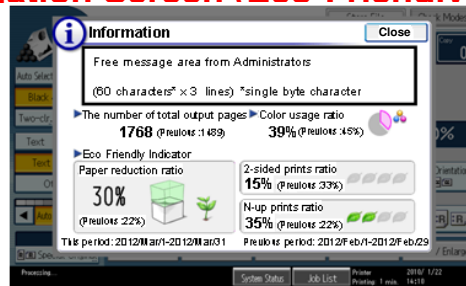 Information
Close
Free message area from Administrators
(60 characters* x 3 lines) *single byte character
The number of total output pages
1768 (Previous :1489)
Color usage ratio
39% (Previous :45%)
Eco Friendly Indicator
Paper reduction ratio
30%
(Previous :22%)
2-sided prints ratio
15% (Previous :33%)
N-up prints ratio
35% (Previous :22%)
This period: 2012/Mar/1-2012/Mar/31
Previous period: 2012/Feb/1-2012/Feb/29
Auto Select
Black
Two-clr
Text
Text
Auto
Processing...
System Status
Job List
Printer
Printing 1 mis.
2010/ 1/22
14:10